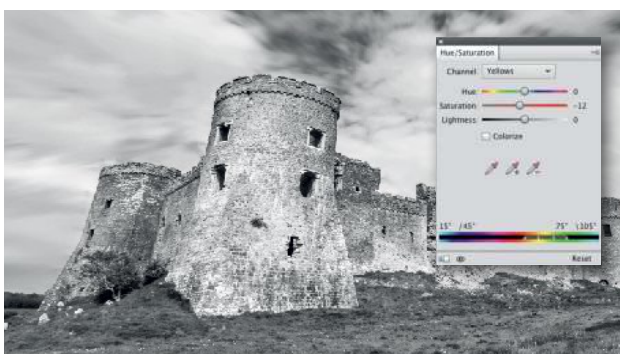 Hue/Saturation
Channel Yellows
Hue 0
Saturation -12
Lightness 0
Colorize
15° /45° 75° \105°
Reset